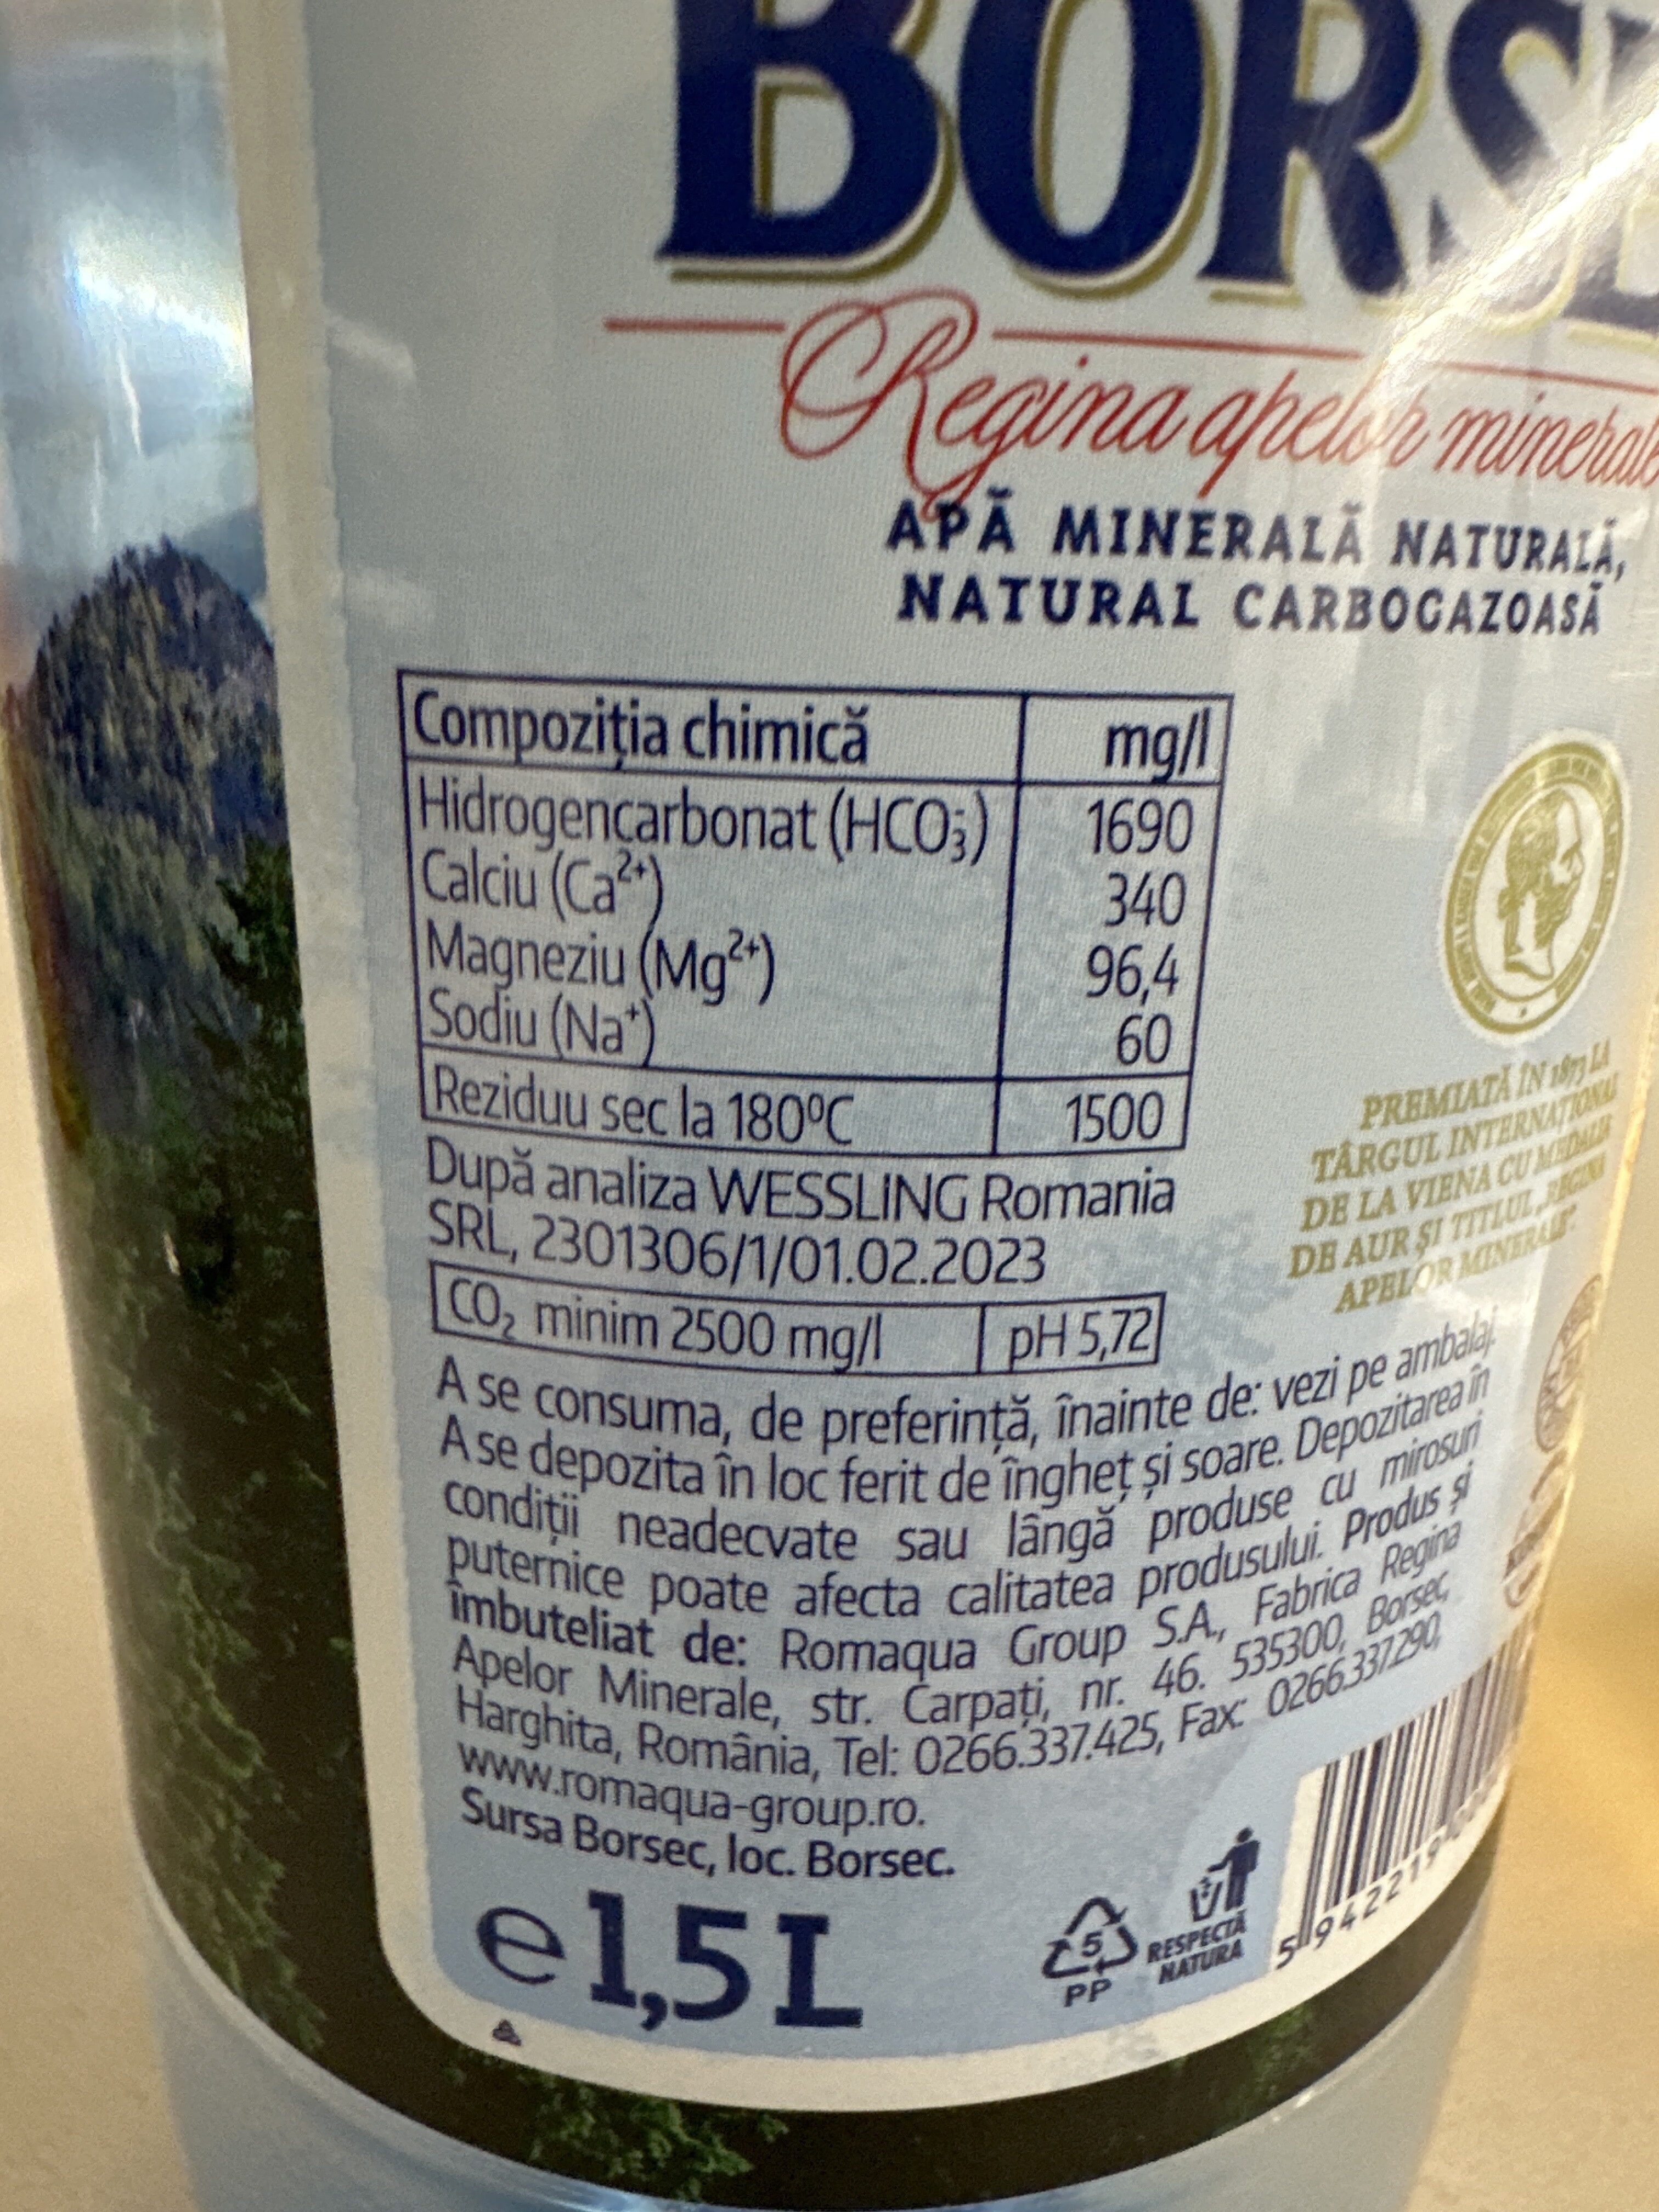 BORSE
Regina apelor minerale
APĂ MINERALĂ NATURALĂ,
NATURAL CARBOGAZOASĂ
Compoziția chimică mg/l
Hidrogencarbonat (HCO₃⁻) 1690
Calciu (Ca²⁺) 340
Magneziu (Mg²⁺) 96,4
Sodiu (Na⁺) 60
Reziduu sec la 180ºC 1500
După analiza WESSLING Romania
SRL, 2301306/1/01.02.2023
CO₂ minim 2500 mg/l pH 5,72
PREMIATĂ ÎN 1873 LA
TÂRGUL INTERNAȚIONAL
DE LA VIENA CU MEDALIE
DE AUR ȘI TITLUL „REGINA
APELOR MINERALE”.
A se consuma, de preferință, înainte de: vezi pe ambalaj.
A se depozita în loc ferit de îngheț și soare. Depozitarea în
condiții neadecvate sau lângă produse cu mirosuri
puternice poate afecta calitatea produsului. Produs și
îmbuteliat de: Romaqua Group S.A., Fabrica Regina
Apelor Minerale, str. Carpați, nr. 46. 535300, Borsec,
Harghita, România, Tel: 0266.337.425, Fax: 0266.337.290,
www.romaqua-group.ro.
Sursa Borsec, loc. Borsec.
e 1,5L
5
PP
RESPECTĂ
NATURA
5 942219